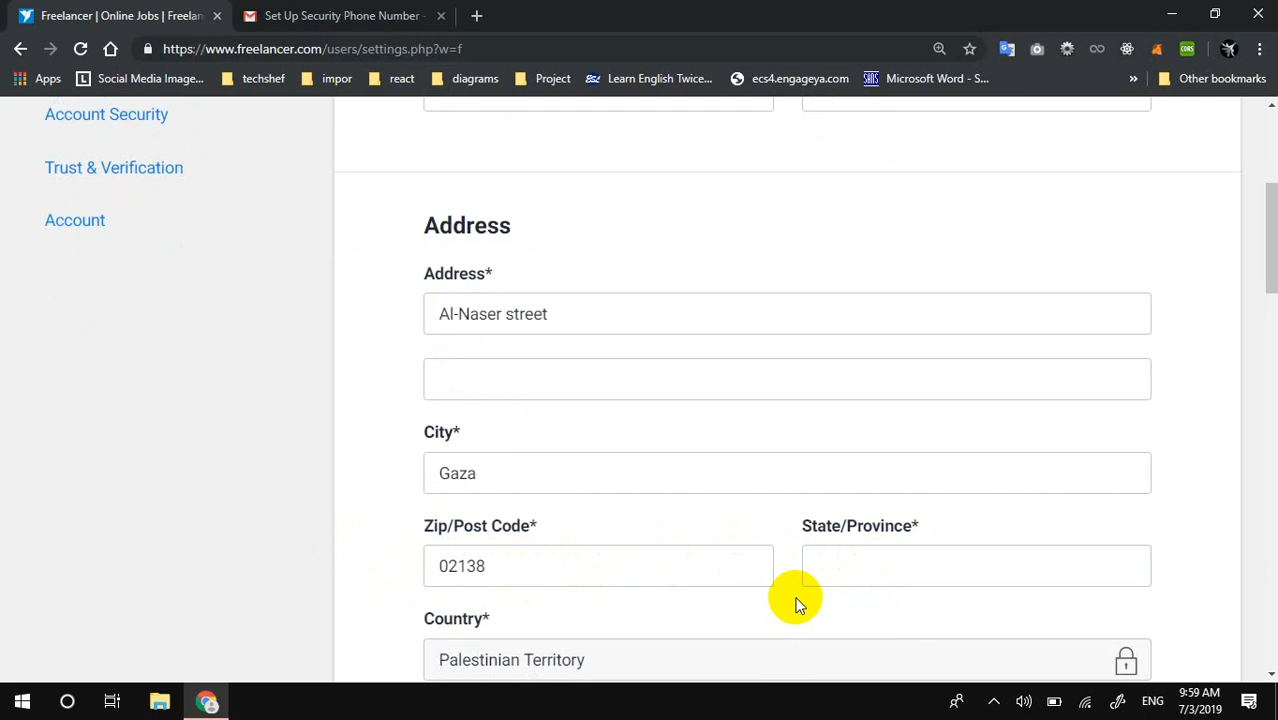 Freelancer | Online Jobs | Freelan
Set Up Security Phone Number -
https://www.freelancer.com/users/settings.php?w=f
Apps
Social Media Image...
techshef
impor
react
diagrams
Project
Learn English Twice...
ecs4.engageya.com
Microsoft Word - S...
»
Other bookmarks
Account Security
Trust & Verification
Account
Address
Address*
Al-Naser street
City*
Gaza
Zip/Post Code*
State/Province*
02138
Country*
Palestinian Territory
ENG
9:59 AM
7/3/2019